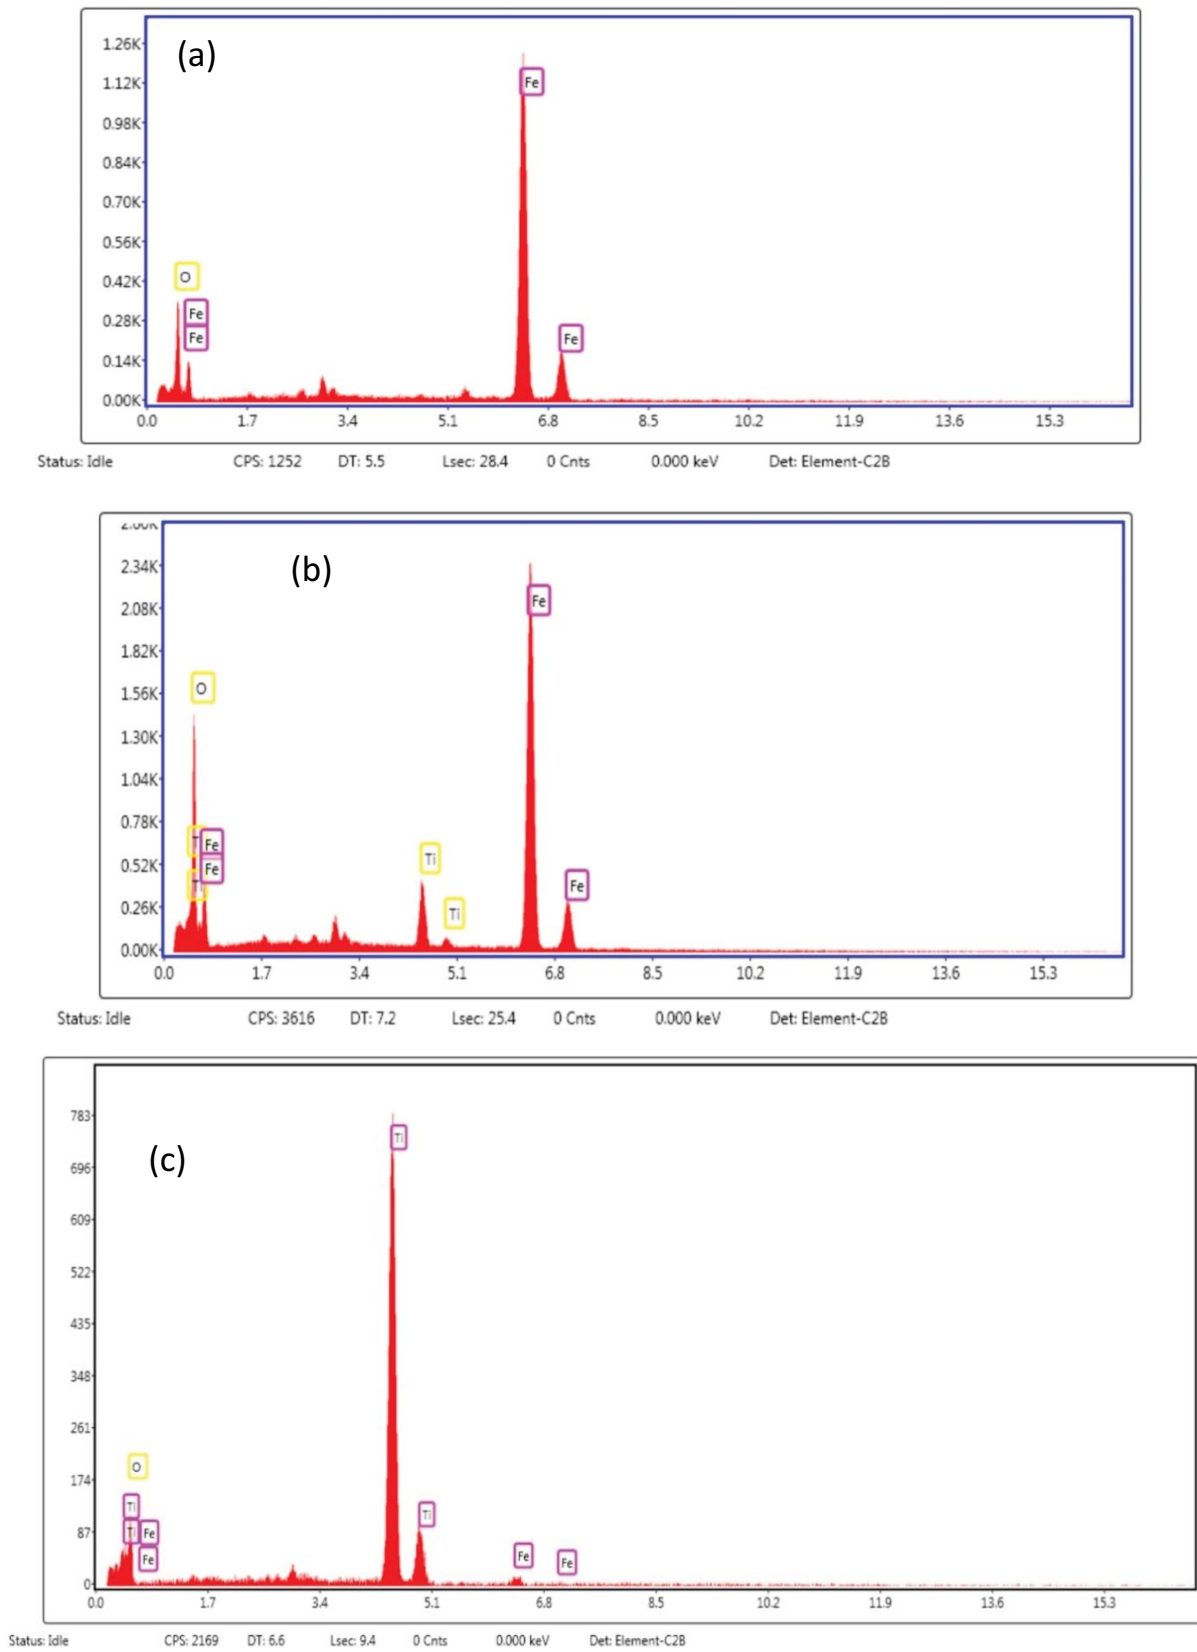 (a)
1.26K
1.12K
0.98K
0.84K
0.70K
0.56K
0.42K
0.28K
0.14K
0.00K
Fe
O
Fe
Fe
Fe
0.0 1.7 3.4 5.1 6.8 8.5 10.2 11.9 13.6 15.3
Status: Idle CPS: 1252 DT: 5.5 Lsec: 28.4 0 Cnts 0.000 keV Det: Element-C2B
(b)
2.34K
2.08K
1.82K
1.56K
1.30K
1.04K
0.78K
0.52K
0.26K
0.00K
Fe
O
Fe
Fe
Ti
Ti
Fe
0.0 1.7 3.4 5.1 6.8 8.5 10.2 11.9 13.6 15.3
Status: Idle CPS: 3616 DT: 7.2 Lsec: 25.4 0 Cnts 0.000 keV Det: Element-C2B
(c)
783
696
609
522
435
348
261
174
87
0
Ti
O
Ti
Ti Fe
Fe
Ti
Fe
Fe
0.0 1.7 3.4 5.1 6.8 8.5 10.2 11.9 13.6 15.3
Status: Idle CPS: 2169 DT: 6.6 Lsec: 9.4 0 Cnts 0.000 keV Det: Element-C2B